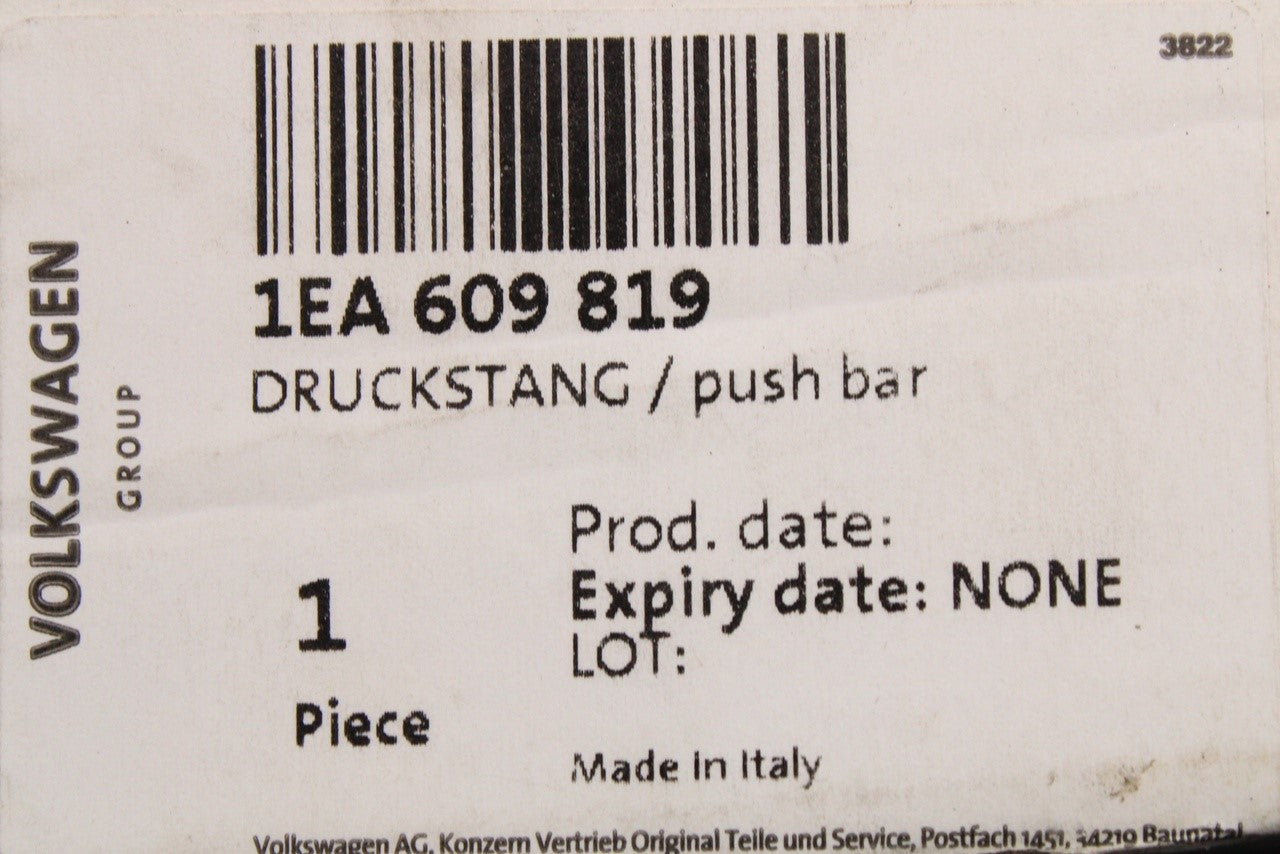 3822
VOLKSWAGEN
GROUP
1EA 609 819
DRUCKSTANG / push bar
Prod. date:
Expiry date: NONE
LOT:
1
Piece
Made in Italy
Volkswagen AG, Konzern Vertrieb Original Teile und Service, Postfach 1451, 34219 Baunatal